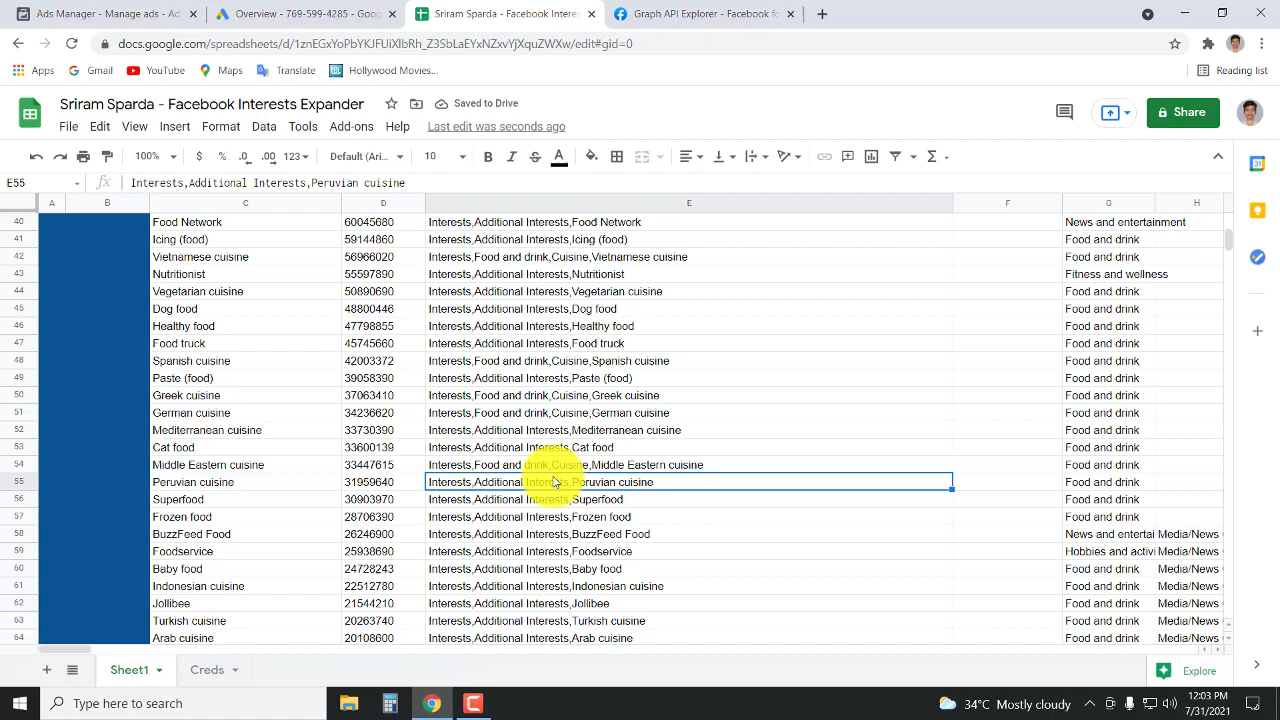 Ads Manager - Manage ads - Ad
Overview - 769-599-4285 - Goog
Sriram Sparda - Facebook Interes
Graph API Explorer - Facebook fo
docs.google.com/spreadsheets/d/1znEGxYoPbYKJFUiXlbRh_Z3SbLaEYxNZxvYjXquZWXw/edit#gid=0
Apps Gmail YouTube Maps Translate Hollywood Movies... Reading list
Sriram Sparda - Facebook Interests Expander Saved to Drive
Share
File Edit View Insert Format Data Tools Add-ons Help Last edit was seconds ago
100% $ % .0 .00 123 Default (Ari... 10 B I S A Σ
E55 fx Interests,Additional Interests,Peruvian cuisine
A B C D E F G H
40 Food Network 60045680 Interests,Additional Interests,Food Network News and entertainment
41 Icing (food) 59144860 Interests,Additional Interests,Icing (food) Food and drink
42 Vietnamese cuisine 56966020 Interests,Food and drink,Cuisine,Vietnamese cuisine Food and drink
43 Nutritionist 55597890 Interests,Additional Interests,Nutritionist Fitness and wellness
44 Vegetarian cuisine 50890690 Interests,Additional Interests,Vegetarian cuisine Food and drink
45 Dog food 48800446 Interests,Additional Interests,Dog food Food and drink
46 Healthy food 47798855 Interests,Additional Interests,Healthy food Food and drink
47 Food truck 45745660 Interests,Additional Interests,Food truck Food and drink
48 Spanish cuisine 42003372 Interests,Food and drink,Cuisine,Spanish cuisine Food and drink
49 Paste (food) 39058390 Interests,Additional Interests,Paste (food) Food and drink
50 Greek cuisine 37063410 Interests,Food and drink,Cuisine,Greek cuisine Food and drink
51 German cuisine 34236620 Interests,Food and drink,Cuisine,German cuisine Food and drink
52 Mediterranean cuisine 33730390 Interests,Additional Interests,Mediterranean cuisine Food and drink
53 Cat food 33600139 Interests,Additional Interests,Cat food Food and drink
54 Middle Eastern cuisine 33447615 Interests,Food and drink,Cuisine,Middle Eastern cuisine Food and drink
55 Peruvian cuisine 31959640 Interests,Additional Interests,Peruvian cuisine Food and drink
56 Superfood 30903970 Interests,Additional Interests,Superfood Food and drink
57 Frozen food 28706390 Interests,Additional Interests,Frozen food Food and drink
58 BuzzFeed Food 26246900 Interests,Additional Interests,BuzzFeed Food News and entertai Media/News
59 Foodservice 25938690 Interests,Additional Interests,Foodservice Hobbies and activi Media/News
60 Baby food 24728243 Interests,Additional Interests,Baby food Food and drink Media/News
61 Indonesian cuisine 22512780 Interests,Additional Interests,Indonesian cuisine Food and drink Media/News
62 Jollibee 21544210 Interests,Additional Interests,Jollibee Food and drink Media/News
63 Turkish cuisine 20263740 Interests,Additional Interests,Turkish cuisine Food and drink Media/News
64 Arab cuisine 20108600 Interests,Additional Interests,Arab cuisine Food and drink Media/News
Sheet1 Creds Explore
Type here to search 34°C Mostly cloudy 12:03 PM
7/31/2021